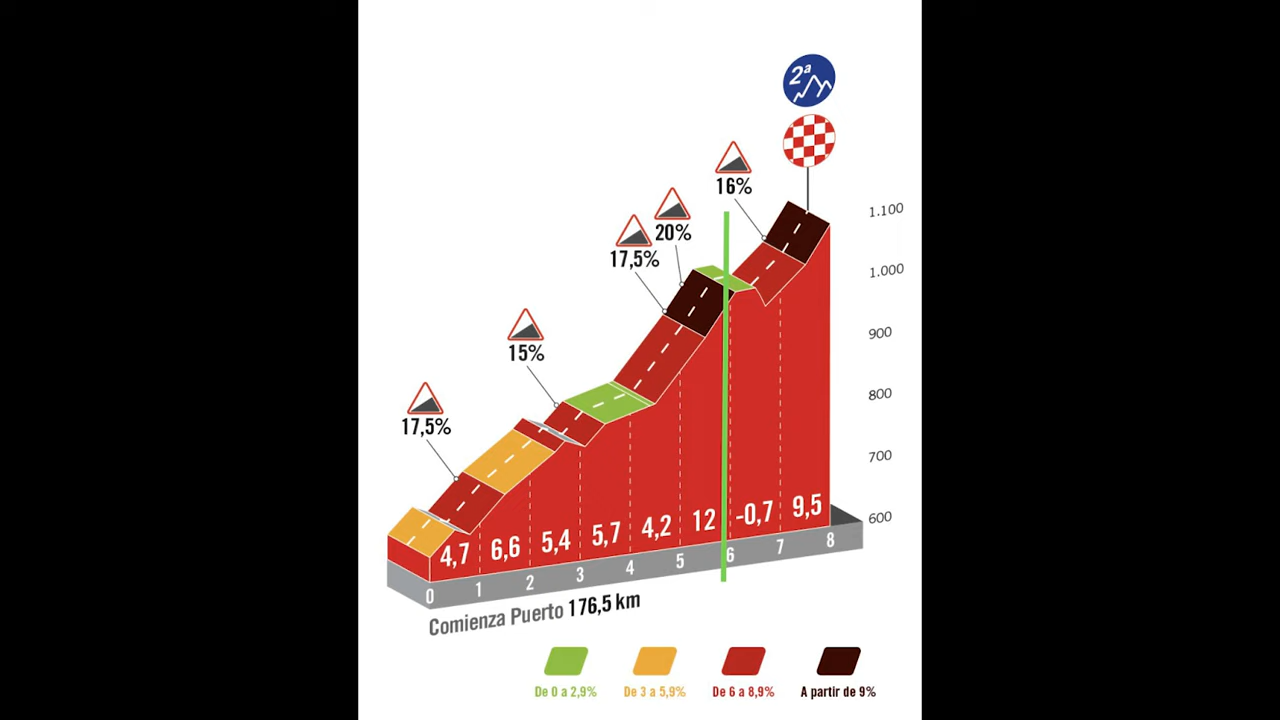 2ª
16%
20%
17,5%
15%
17,5%
1.100
1.000
900
800
700
600
4,7 6,6 5,4 5,7 4,2 12 -0,7 9,5
0 1 2 3 4 5 6 7 8
Comienza Puerto 176,5 km
De 0 a 2,9% De 3 a 5,9% De 6 a 8,9% A partir de 9%